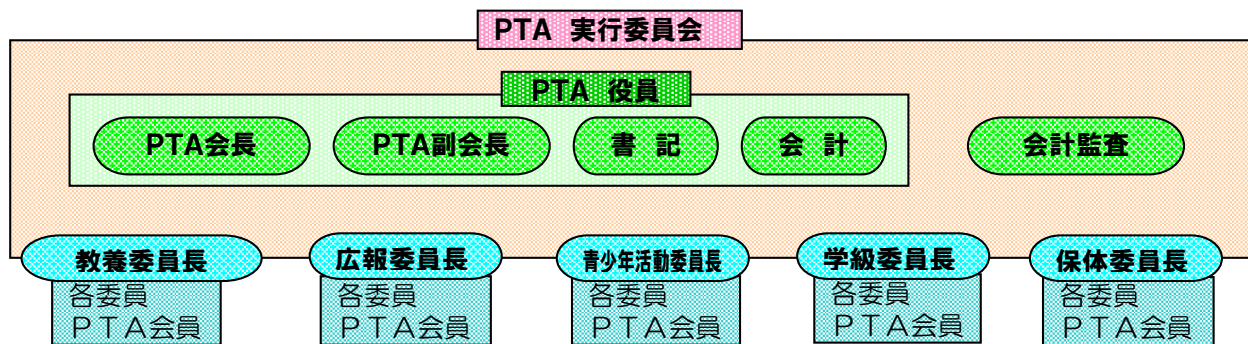 PTA 実行委員会
PTA 役員
PTA会長
PTA副会長
書 記
会 計
会計監査
教養委員長
広報委員長
青少年活動委員長
学級委員長
保体委員長
各委員
ＰＴＡ会員
各委員
ＰＴＡ会員
各委員
ＰＴＡ会員
各委員
ＰＴＡ会員
各委員
ＰＴＡ会員